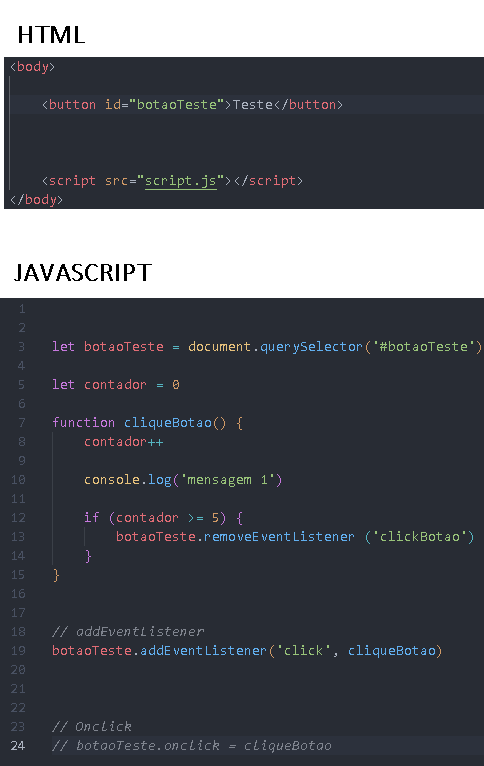 HTML
<body>
<button id="botaoTeste">Teste</button>
<script src="script.js"></script>
</body>
JAVASCRIPT
1
2
3 let botaoTeste = document.querySelector('#botaoTeste')
4
5 let contador = 0
6
7 function cliqueBotao() {
8 contador++
9
10 console.log('mensagem 1')
11
12 if (contador >= 5) {
13 botaoTeste.removeEventListener ('clickBotao')
14 }
15 }
16
17
18 // addEventListener
19 botaoTeste.addEventListener('click', cliqueBotao)
20
21
22
23 // Onclick
24 // botaoTeste.onclick = cliqueBotao